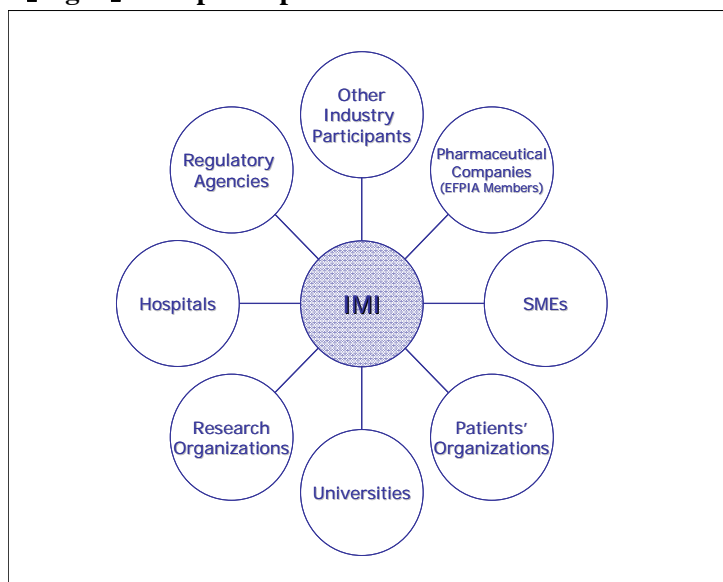 Other
Industry
Participants
Pharmaceutical
Companies
(EFPIA Members)
SMEs
Patients’
Organizations
Universities
Research
Organizations
Hospitals
Regulatory
Agencies
IMI